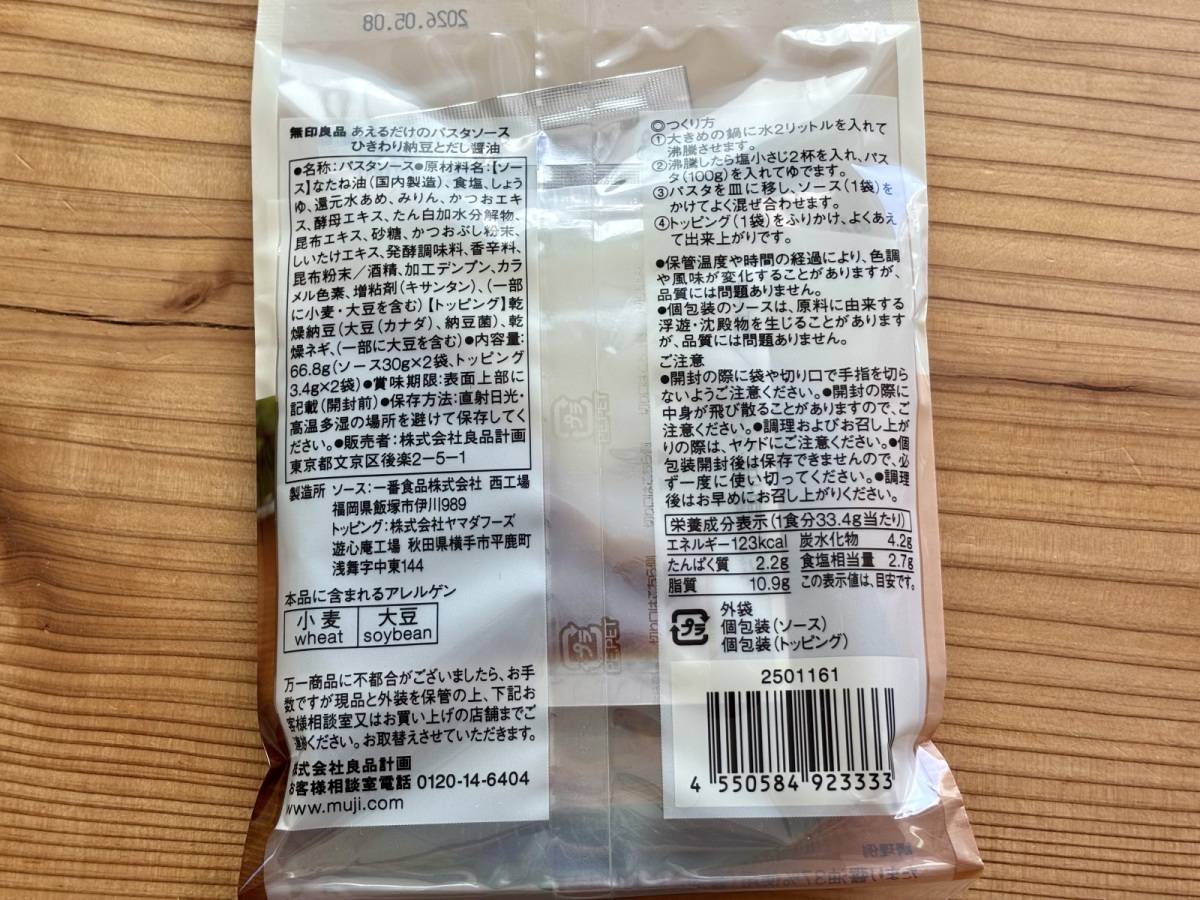 2026.05.08
無印良品 あえるだけのパスタソース
ひきわり納豆とだし醤油
●名称：パスタソース●原材料名：【ソー
ス】なたね油（国内製造）、食塩、しょう
ゆ、還元水あめ、みりん、かつおエキ
ス、酵母エキス、たん白加水分解物、
昆布エキス、砂糖、かつおぶし粉末、
しいたけエキス、発酵調味料、香辛料、
昆布粉末／酒精、加工デンプン、カラ
メル色素、増粘剤（キサンタン）、（一部
に小麦・大豆を含む）【トッピング】乾
燥納豆（大豆（カナダ）、納豆菌）、乾
燥ネギ、（一部に大豆を含む）●内容量：
66.8g（ソース30g×2袋、トッピング
3.4g×2袋）●賞味期限：表面上部に
記載（開封前）●保存方法：直射日光・
高温多湿の場所を避けて保存してく
ださい。●販売者：株式会社良品計画
東京都文京区後楽2-5-1
製造所 ソース：一番食品株式会社 西工場
福岡県飯塚市伊川989
トッピング：株式会社ヤマダフーズ
遊心庵工場 秋田県横手市平鹿町
浅舞字中東144
本品に含まれるアレルゲン
小麦 大豆
wheat soybean
万一商品に不都合がございましたら、お手
数ですが現品と外装を保管の上、下記お
客様相談室又はお買い上げの店舗までご
連絡ください。お取替えさせていただきます。
株式会社良品計画
お客様相談室電話 0120-14-6404
www.muji.com
◎つくり方
①大きめの鍋に水2リットルを入れて
沸騰させます。
②沸騰したら塩小さじ2杯を入れ、パス
タ（100g）を入れてゆでます。
③パスタを皿に移し、ソース（1袋）を
かけてよく混ぜ合わせます。
④トッピング（1袋）をふりかけ、よくあえ
て出来上がりです。
●保管温度や時間の経過により、色調
や風味が変化することがありますが、
品質には問題ありません。
●個包装のソースは、原料に由来する
浮遊・沈殿物を生じることがあります
が、品質には問題ありません。
ご注意
●開封の際に袋や切り口で手指を切ら
ないようご注意ください。●開封の際に
中身が飛び散ることがありますので、ご
注意ください。●調理およびお召し上が
りの際は、ヤケドにご注意ください。●個
包装開封後は保存できませんので、必
ず一度に使い切ってください。●調理
後はお早めにお召し上がりください。
栄養成分表示（1食分33.4g当たり）
エネルギー 123kcal 炭水化物 4.2g
たんぱく質 2.2g 食塩相当量 2.7g
脂質 10.9g この表示値は、目安です。
プラ
外袋
個包装（ソース）
個包装（トッピング）
2501161
4 550584 923333
プラ
REPET
プラ
REPET
調理例